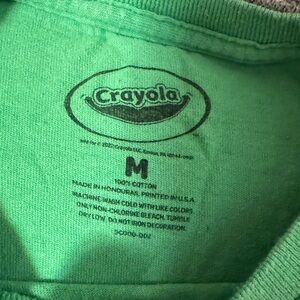 Crayola
M
100% COTTON
MADE IN HONDURAS, PRINTED IN U.S.A.
MACHINE WASH COLD WITH LIKE COLORS.
ONLY NON-CHLORINE BLEACH. TUMBLE
DRY LOW. DO NOT IRON DECORATION.